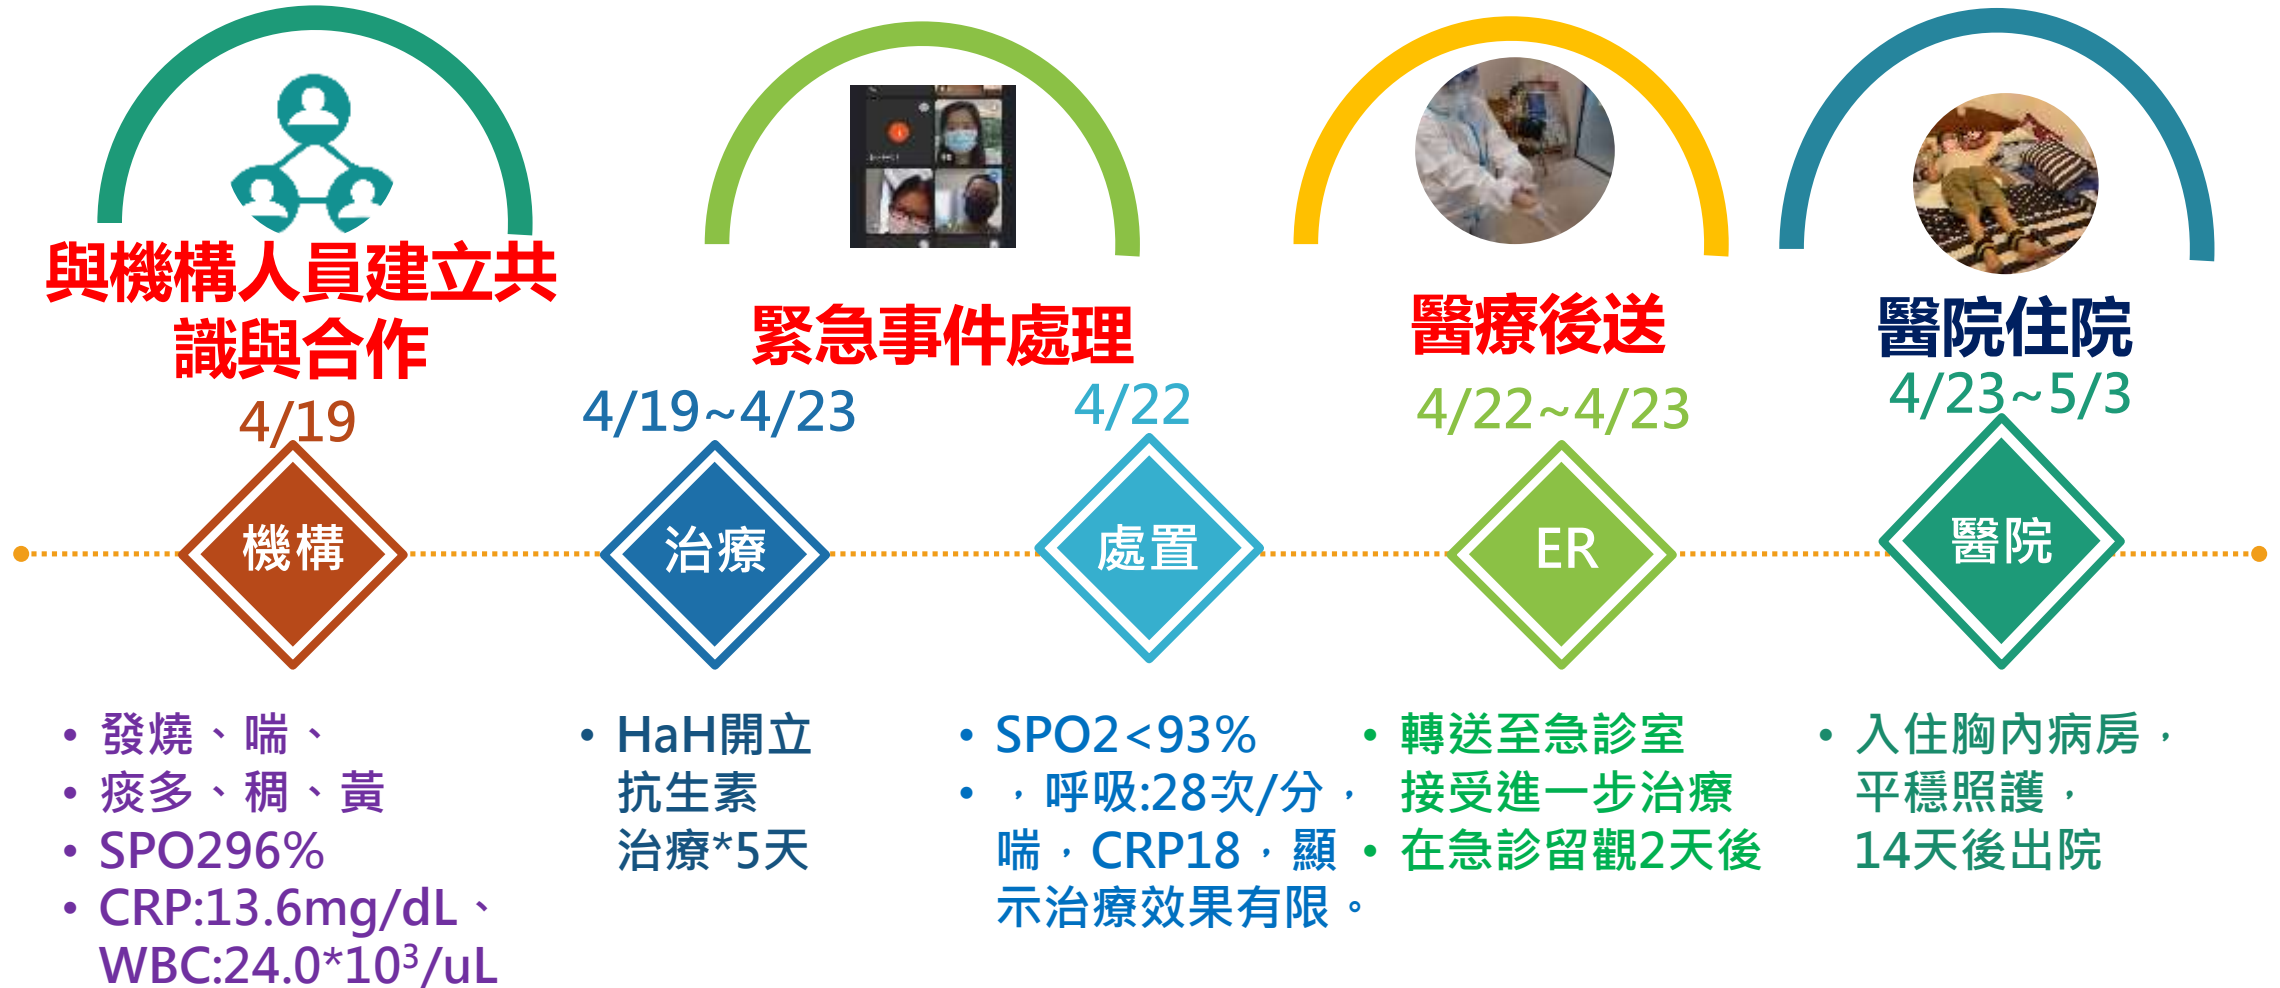 與機構人員建立共
識與合作
緊急事件處理
醫療後送
醫院住院
4/19
4/19~4/23
4/22
4/22~4/23
4/23~5/3
機構
治療
處置
ER
醫院
• 發燒、喘、
• 痰多、稠、黃
• SPO296%
• CRP:13.6mg/dL、
WBC:24.0*10³/uL
• HaH開立
抗生素
治療*5天
• SPO2<93%
• ，呼吸:28次/分，
喘，CRP18，顯
示治療效果有限。
• 轉送至急診室
接受進一步治療
• 在急診留觀2天後
• 入住胸內病房，
平穩照護，
14天後出院